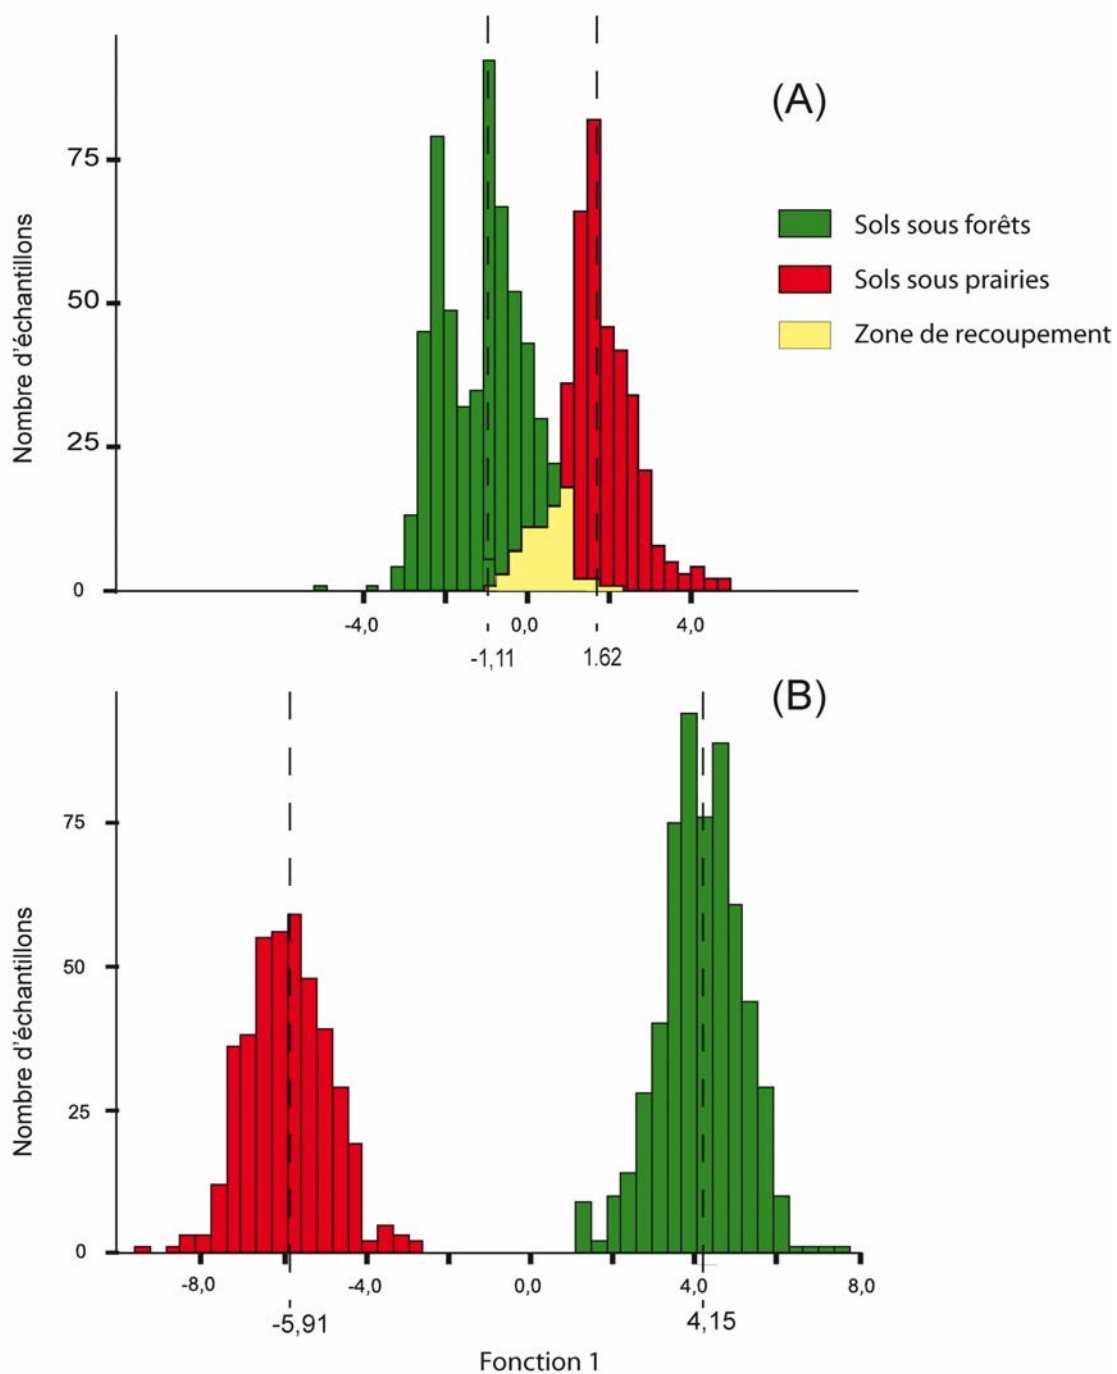 (A)
75
50
25
0
Nombre d'échantillons
Sols sous forêts
Sols sous prairies
Zone de recoupement
-4,0
0,0
4,0
-1,11
1.62
(B)
75
50
25
0
Nombre d'échantillons
-8,0
-4,0
0,0
4,0
8,0
-5,91
4,15
Fonction 1